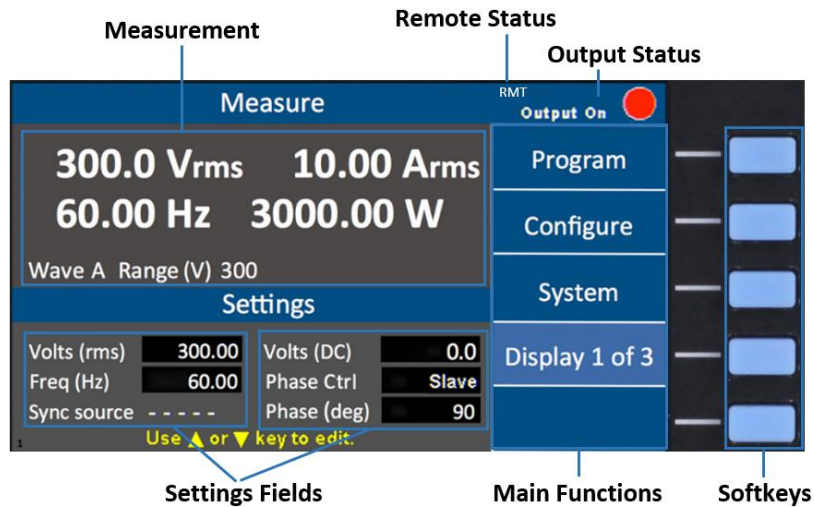 Measurement
Remote Status
Output Status
Measure
RMT
Output On
300.0 Vrms 10.00 Arms
60.00 Hz 3000.00 W
Wave A Range (V) 300
Program
Configure
System
Display 1 of 3
Settings
Volts (rms) 300.00
Freq (Hz) 60.00
Sync source - - - - -
Volts (DC) 0.0
Phase Ctrl Slave
Phase (deg) 90
1
Use ▲ or ▼ key to edit.
Settings Fields
Main Functions
Softkeys